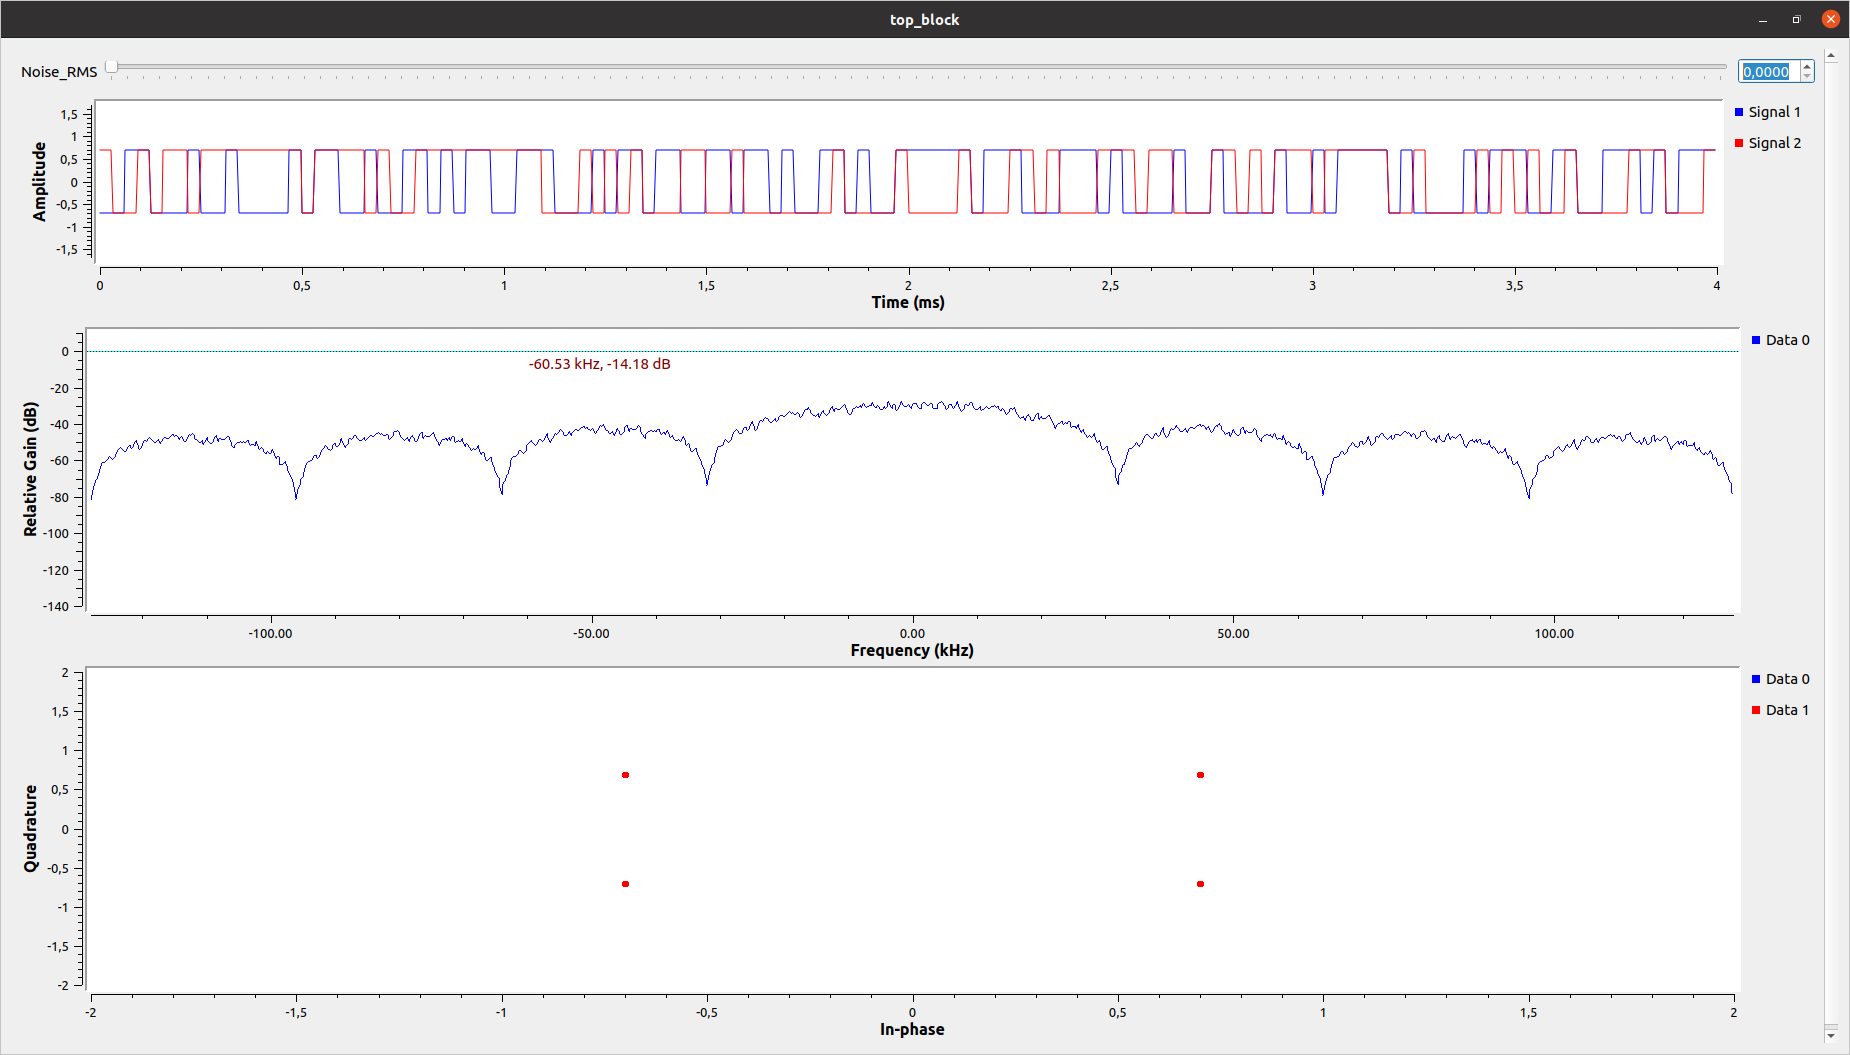 top_block
Noise_RMS
0,0000
1,5
1
0,5
0
-0,5
-1
-1,5
Amplitude
Signal 1
Signal 2
0 0,5 1 1,5 2 2,5 3 3,5 4
Time (ms)
0
-20
-40
-60
-80
-100
-120
-140
Relative Gain (dB)
-60.53 kHz, -14.18 dB
Data 0
-100.00 -50.00 0.00 50.00 100.00
Frequency (kHz)
2
1,5
1
0,5
0
-0,5
-1
-1,5
-2
Quadrature
Data 0
Data 1
-2 -1,5 -1 -0,5 0 0,5 1 1,5 2
In-phase